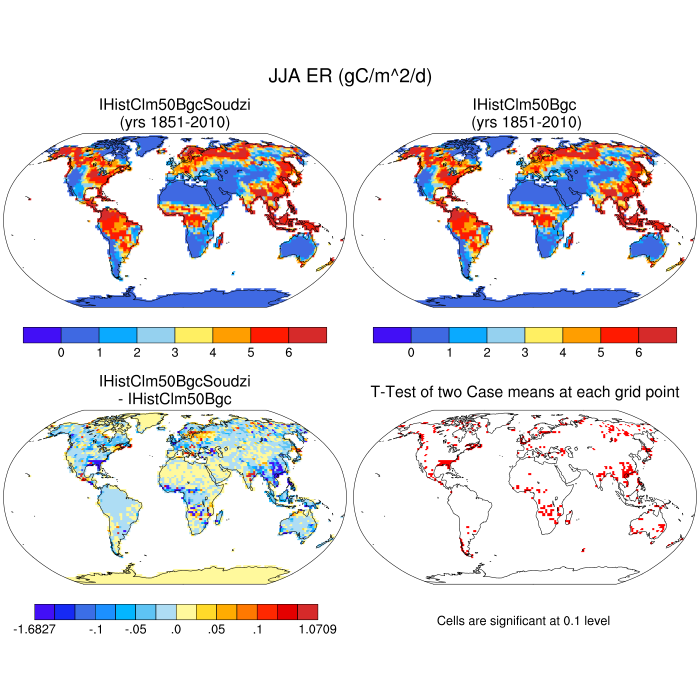 JJA ER (gC/m^2/d)
IHistClm50BgcSoudzi
(yrs 1851-2010)
IHistClm50Bgc
(yrs 1851-2010)
0 1 2 3 4 5 6
0 1 2 3 4 5 6
IHistClm50BgcSoudzi
- IHistClm50Bgc
T-Test of two Case means at each grid point
-1.6827 -.1 -.05 .0 .05 .1 1.0709
Cells are significant at 0.1 level